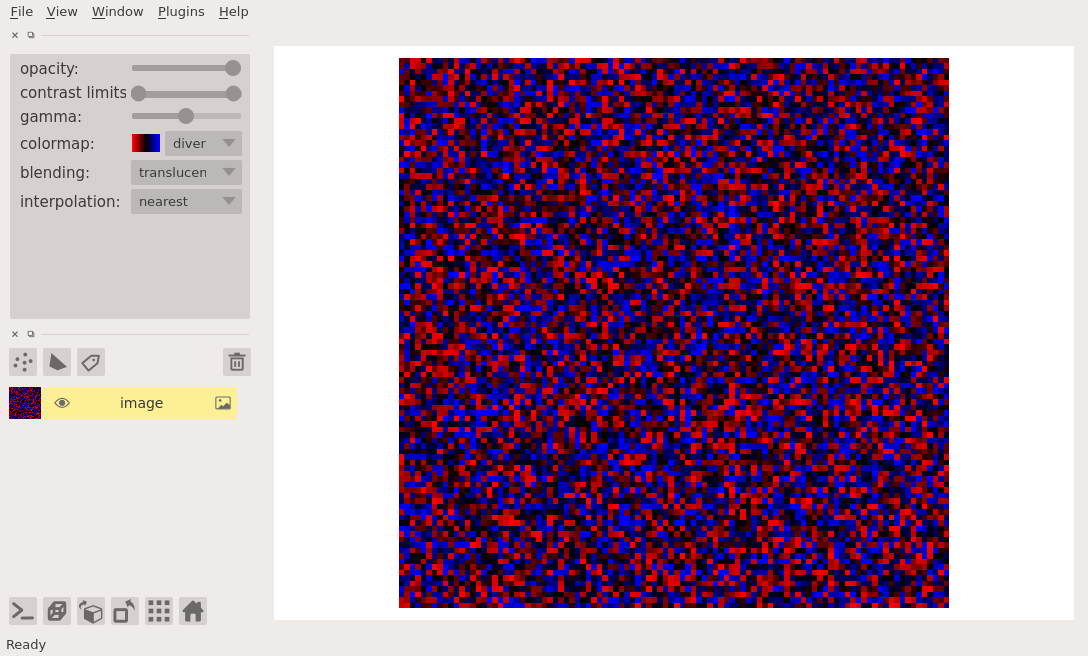 File View Window Plugins Help
opacity:
contrast limits
gamma:
colormap: diver
blending: translucen
interpolation: nearest
image
Ready